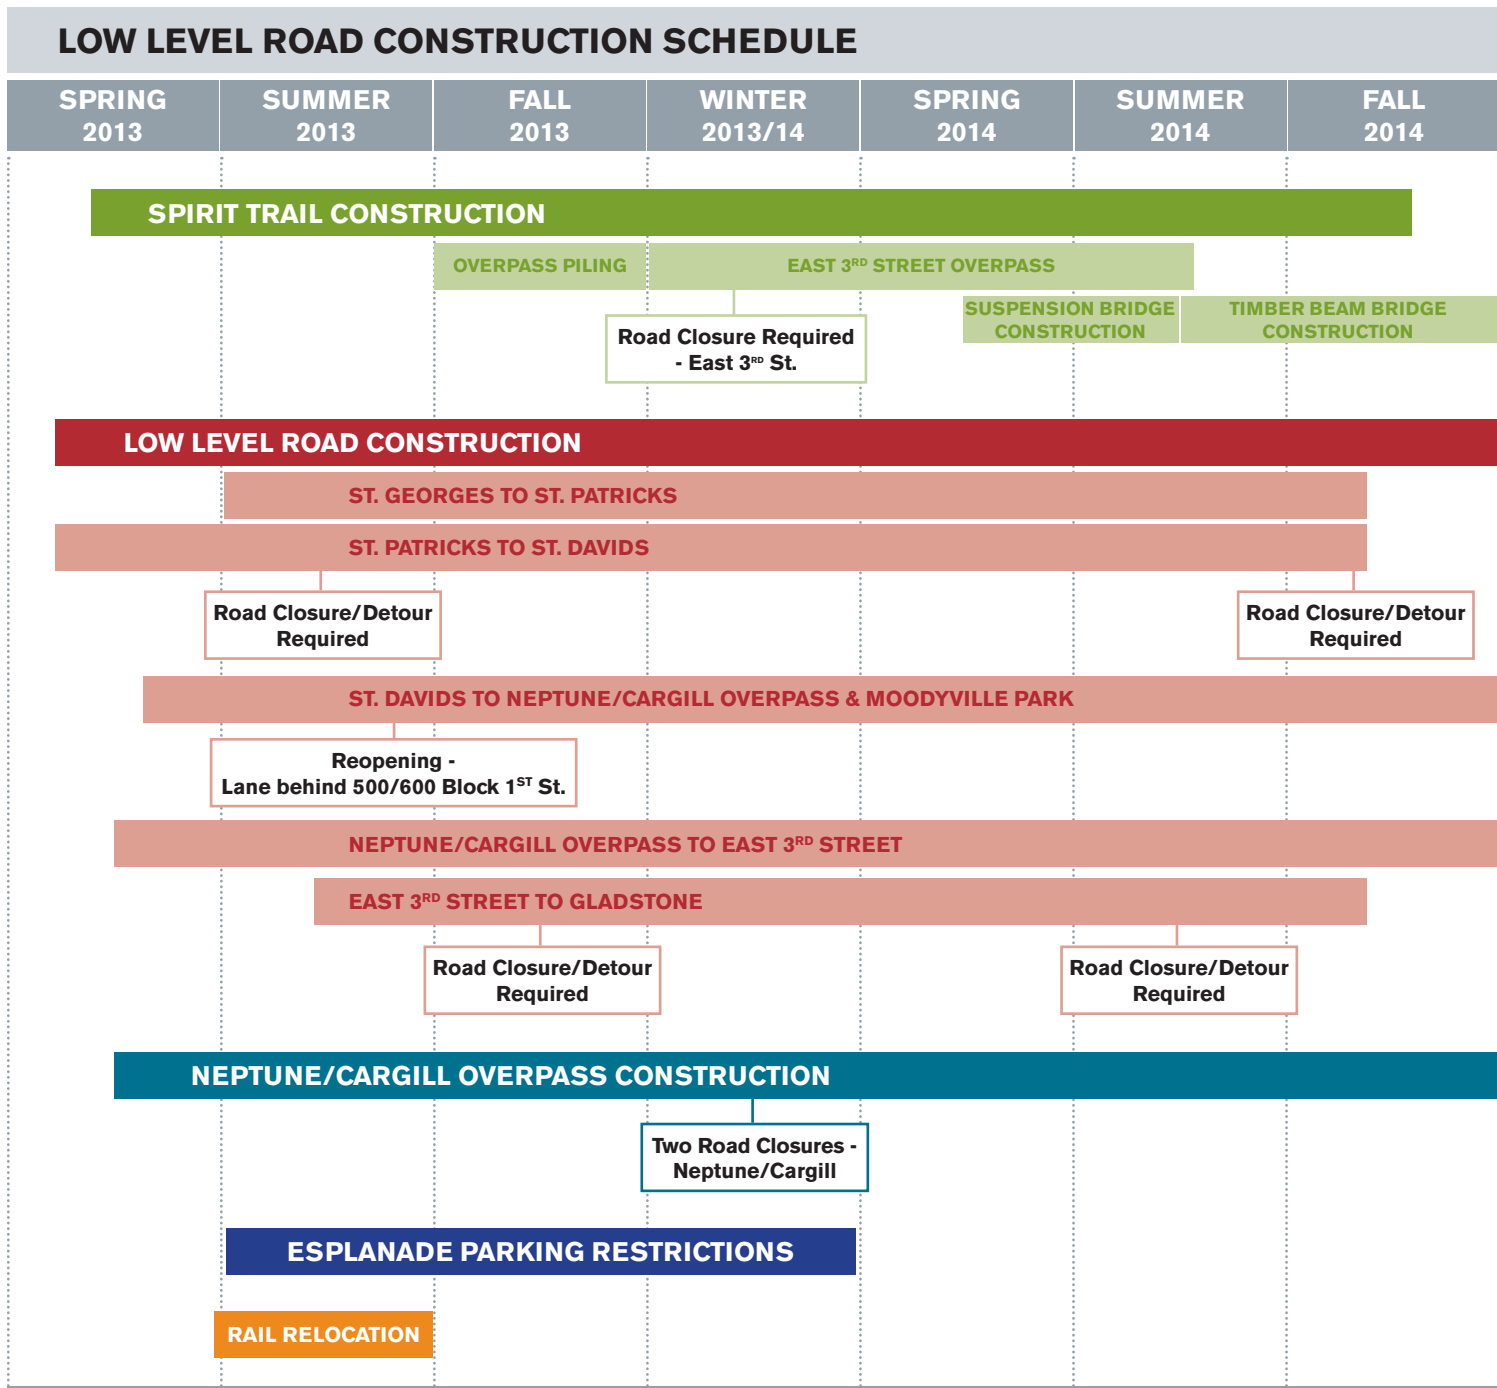 LOW LEVEL ROAD CONSTRUCTION SCHEDULE
SPRING
2013
SUMMER
2013
FALL
2013
WINTER
2013/14
SPRING
2014
SUMMER
2014
FALL
2014
SPIRIT TRAIL CONSTRUCTION
OVERPASS PILING
EAST 3RD STREET OVERPASS
SUSPENSION BRIDGE
CONSTRUCTION
TIMBER BEAM BRIDGE
CONSTRUCTION
Road Closure Required
- East 3RD St.
LOW LEVEL ROAD CONSTRUCTION
ST. GEORGES TO ST. PATRICKS
ST. PATRICKS TO ST. DAVIDS
Road Closure/Detour
Required
Road Closure/Detour
Required
ST. DAVIDS TO NEPTUNE/CARGILL OVERPASS & MOODYVILLE PARK
Reopening -
Lane behind 500/600 Block 1ST St.
NEPTUNE/CARGILL OVERPASS TO EAST 3RD STREET
EAST 3RD STREET TO GLADSTONE
Road Closure/Detour
Required
Road Closure/Detour
Required
NEPTUNE/CARGILL OVERPASS CONSTRUCTION
Two Road Closures -
Neptune/Cargill
ESPLANADE PARKING RESTRICTIONS
RAIL RELOCATION